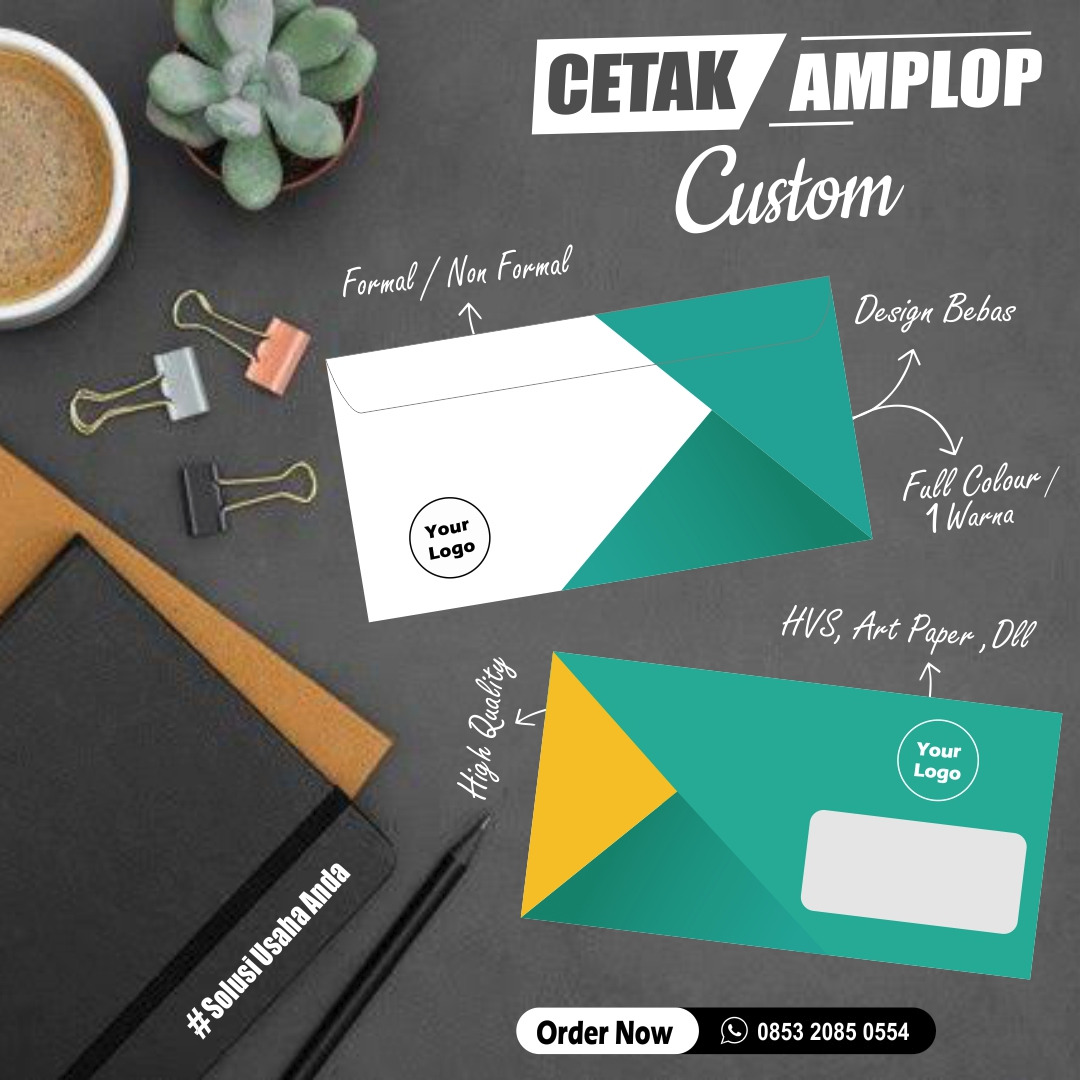 CETAK AMPLOP
Custom
Formal / Non Formal
Design Bebas
Full Colour /
1 Warna
Your
Logo
HVS, Art Paper , Dll
High Quality
Your
Logo
# Solusi Usaha Anda
Order Now 0853 2085 0554